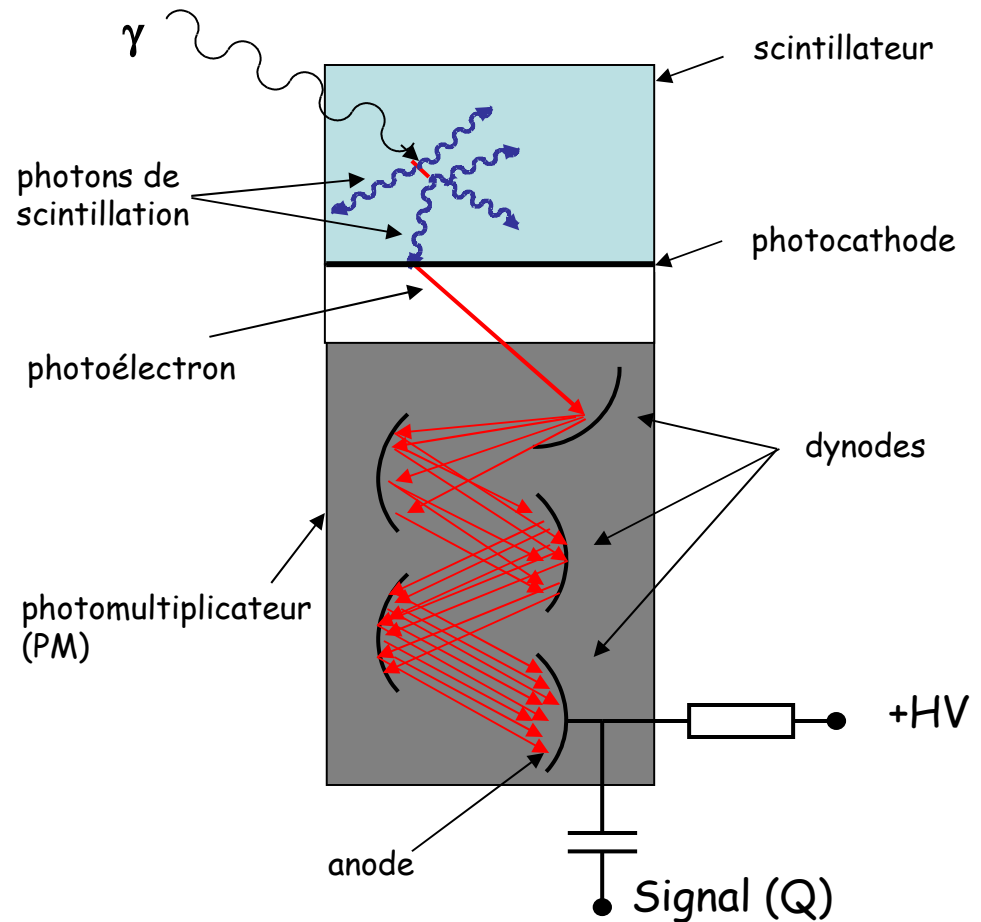 γ
scintillateur
photons de
scintillation
photocathode
photoélectron
dynodes
photomultiplicateur
(PM)
+HV
anode
Signal (Q)